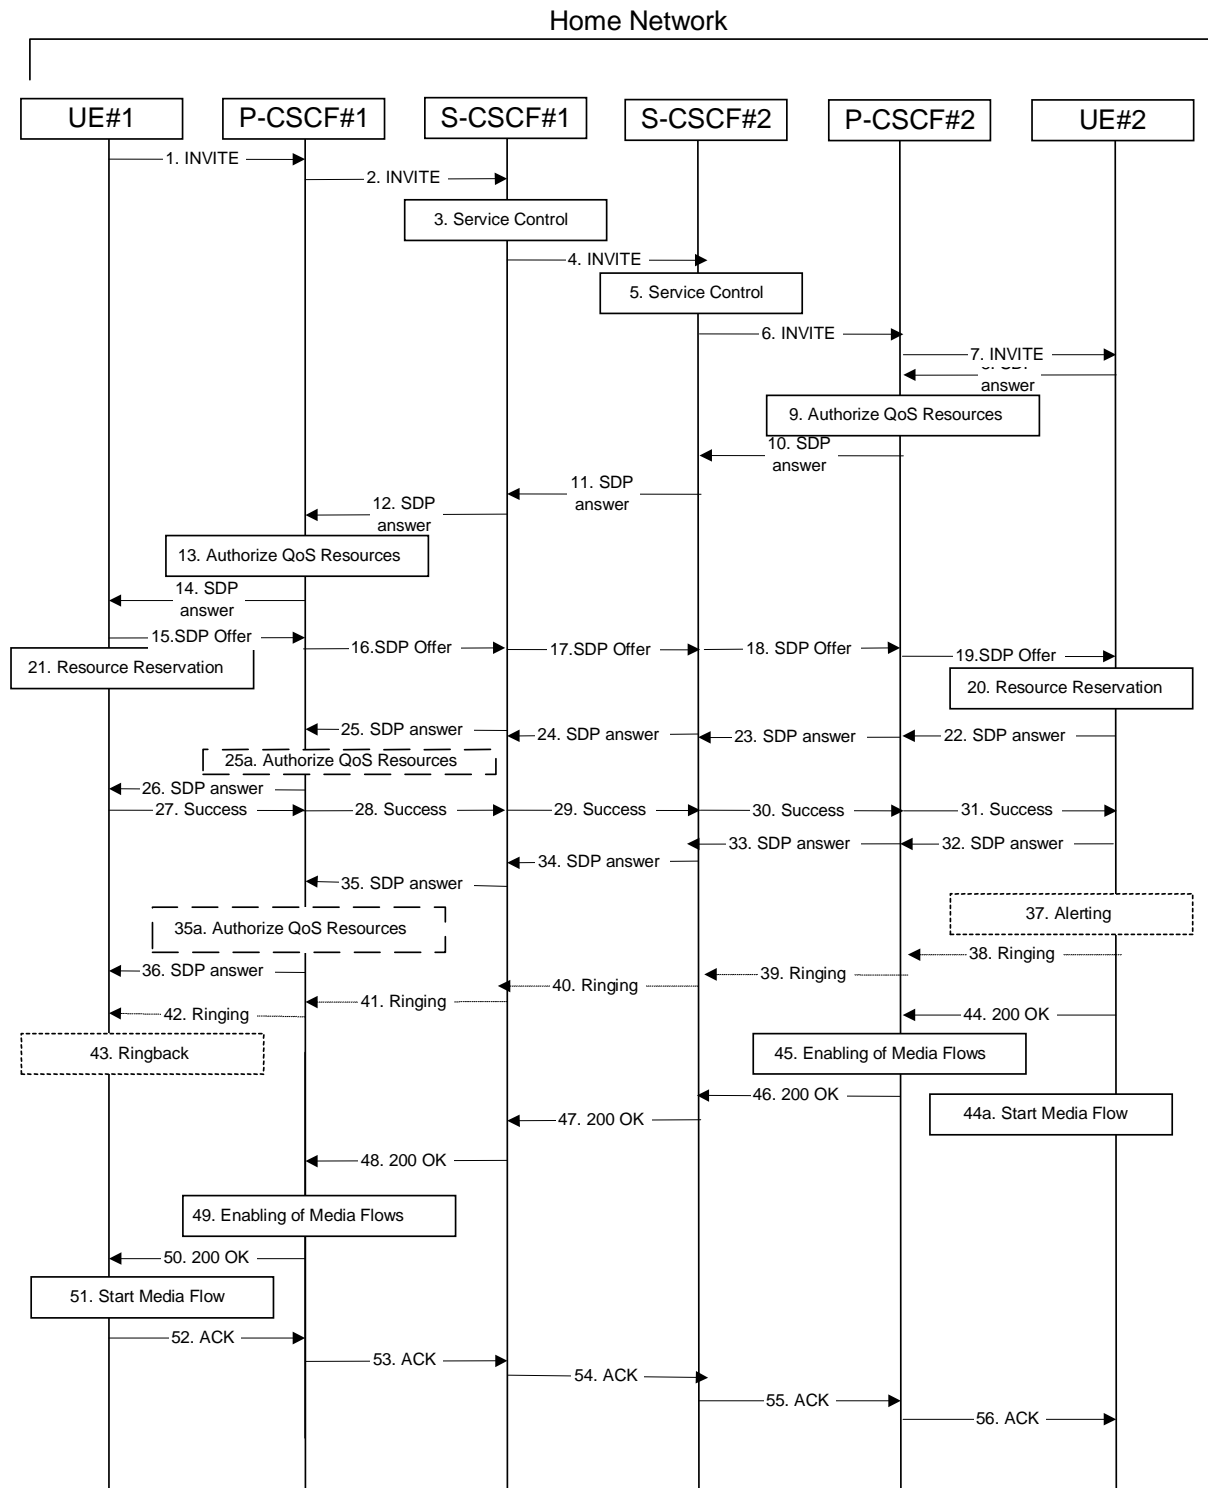 Home Network
UE#1
P-CSCF#1
S-CSCF#1
S-CSCF#2
P-CSCF#2
UE#2
1. INVITE
2. INVITE
3. Service Control
4. INVITE
5. Service Control
6. INVITE
7. INVITE
answer
9. Authorize QoS Resources
10. SDP
answer
11. SDP
answer
12. SDP
answer
13. Authorize QoS Resources
14. SDP
answer
15.SDP Offer
16.SDP Offer
17.SDP Offer
18. SDP Offer
19.SDP Offer
21. Resource Reservation
20. Resource Reservation
25. SDP answer
24. SDP answer
23. SDP answer
22. SDP answer
25a. Authorize QoS Resources
26. SDP answer
27. Success
28. Success
29. Success
30. Success
31. Success
33. SDP answer
32. SDP answer
34. SDP answer
35. SDP answer
35a. Authorize QoS Resources
37. Alerting
36. SDP answer
38. Ringing
39. Ringing
40. Ringing
41. Ringing
42. Ringing
44. 200 OK
43. Ringback
45. Enabling of Media Flows
46. 200 OK
44a. Start Media Flow
47. 200 OK
48. 200 OK
49. Enabling of Media Flows
50. 200 OK
51. Start Media Flow
52. ACK
53. ACK
54. ACK
55. ACK
56. ACK